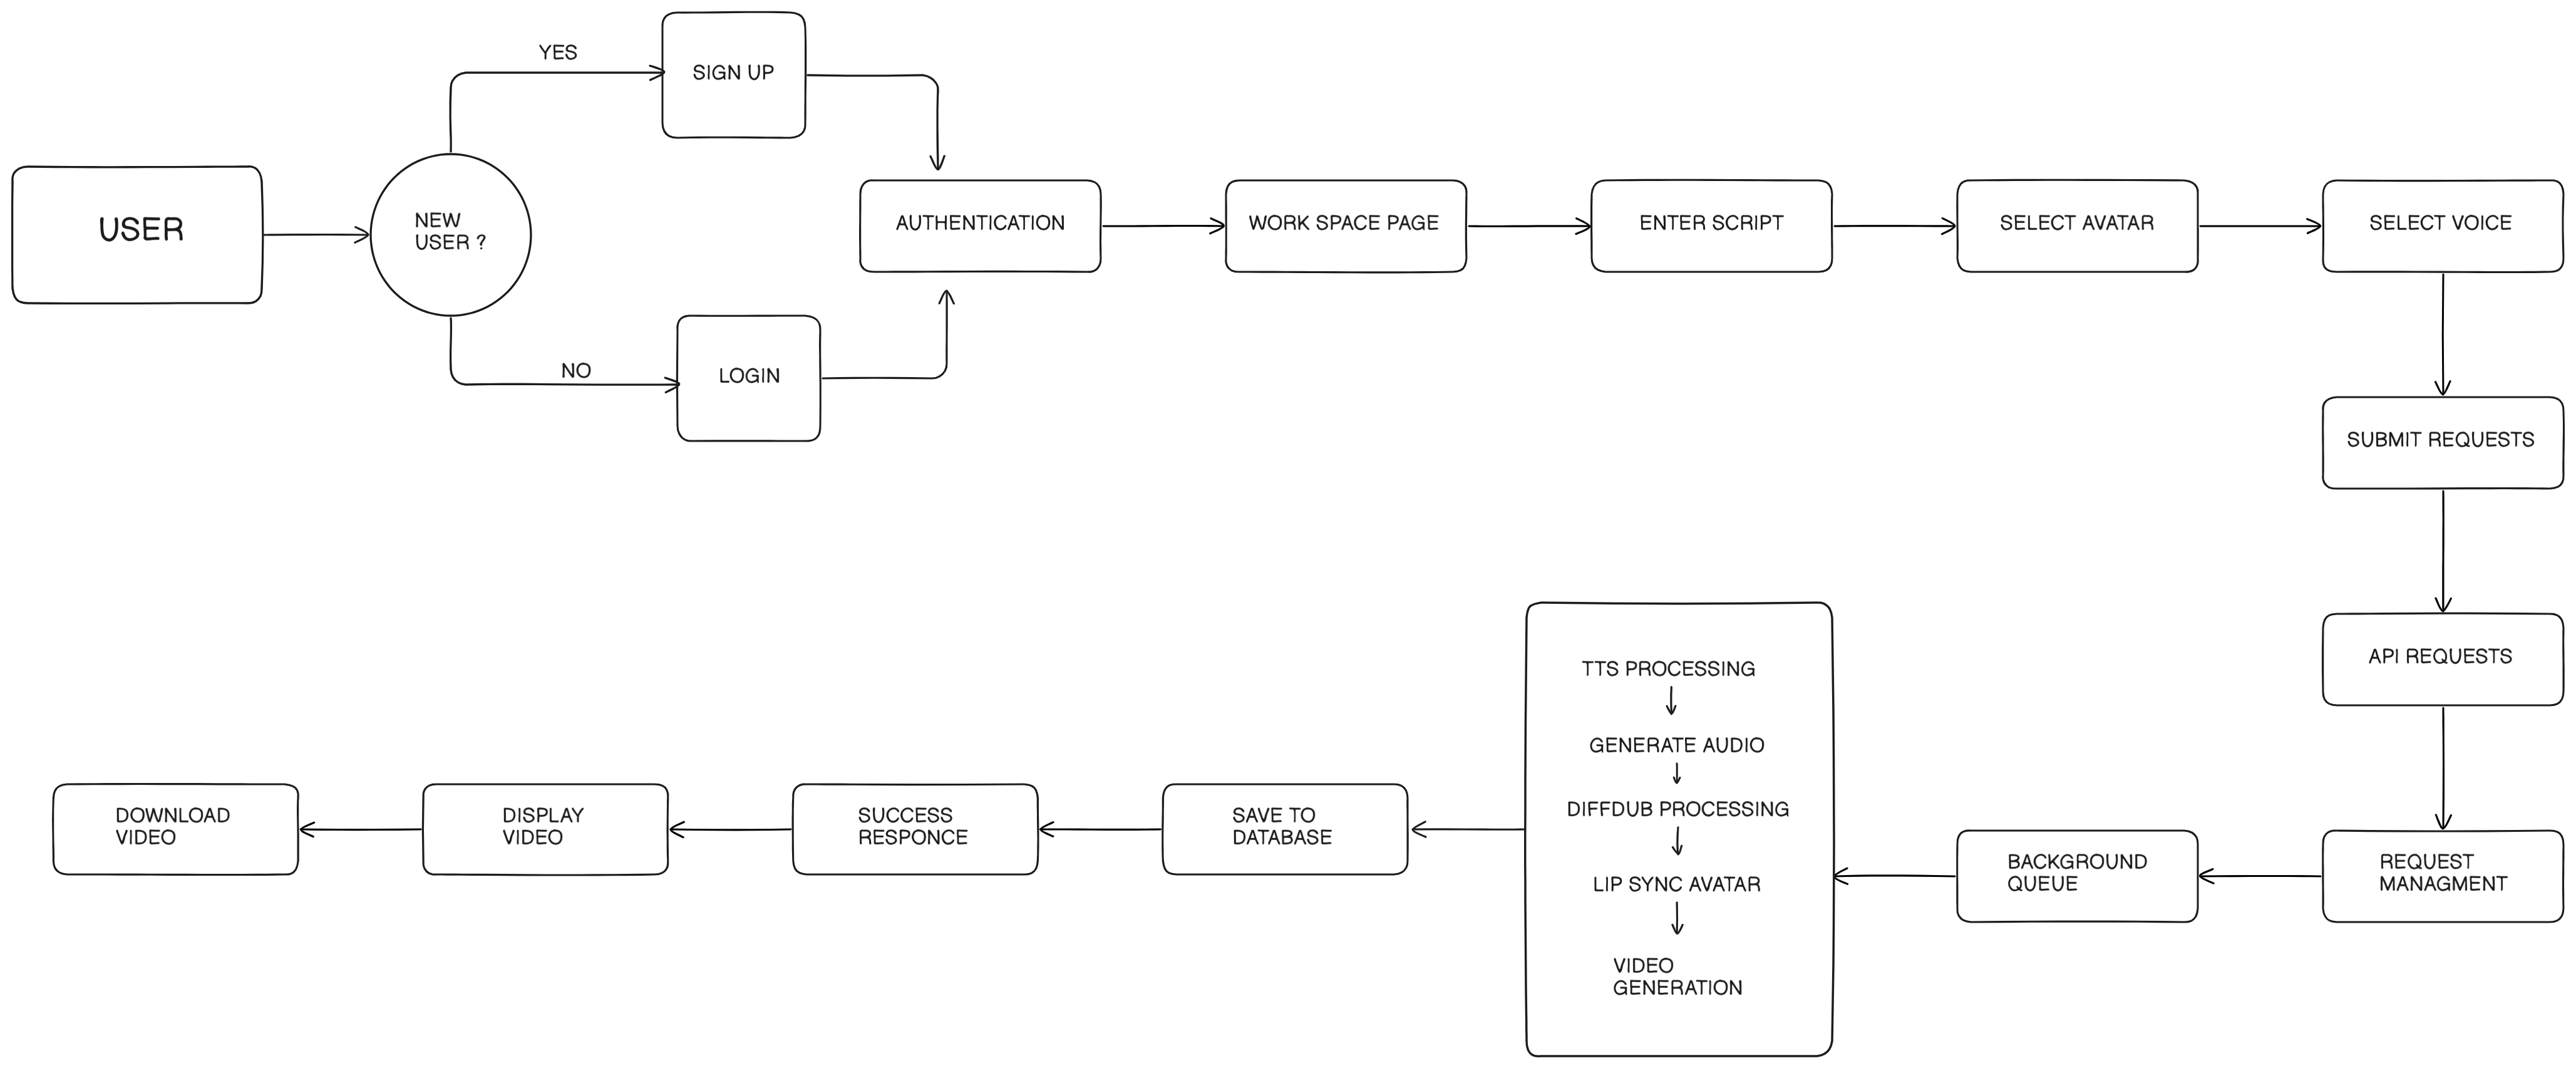 YES
SIGN UP
USER
NEW
USER ?
NO
LOGIN
AUTHENTICATION
WORK SPACE PAGE
ENTER SCRIPT
SELECT AVATAR
SELECT VOICE
SUBMIT REQUESTS
API REQUESTS
REQUEST
MANAGMENT
BACKGROUND
QUEUE
TTS PROCESSING
GENERATE AUDIO
DIFFDUB PROCESSING
LIP SYNC AVATAR
VIDEO
GENERATION
SAVE TO
DATABASE
SUCCESS
RESPONCE
DISPLAY
VIDEO
DOWNLOAD
VIDEO